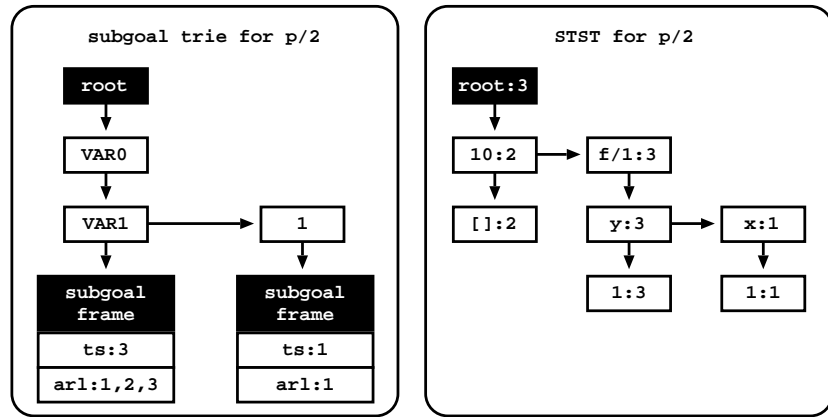 subgoal trie for p/2
root
VAR0
VAR1
1
subgoal
frame
ts:3
arl:1,2,3
subgoal
frame
ts:1
arl:1
STST for p/2
root:3
10:2
f/1:3
[]:2
y:3
x:1
1:3
1:1